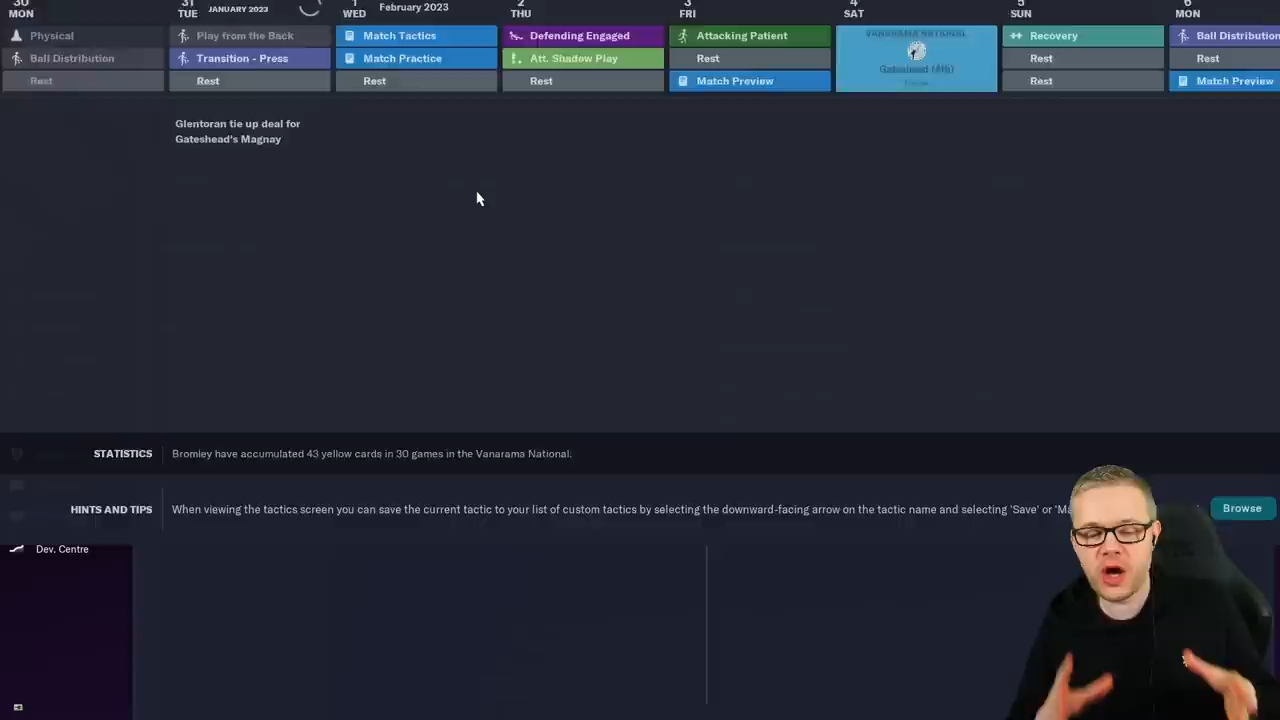 30
MON
31
TUE
JANUARY 2023
1
WED
February 2023
2
THU
3
FRI
4
SAT
5
SUN
6
MON
Physical
Play from the Back
Match Tactics
Defending Engaged
Attacking Patient
VANARAMA NATIONAL
Recovery
Ball Distribution
Ball Distribution
Transition - Press
Match Practice
Att. Shadow Play
Rest
Gateshead
Rest
Rest
Rest
Rest
Rest
Rest
Match Preview
Rest
Match Preview
Glentoran tie up deal for
Gateshead's Magnay
STATISTICS
Bromley have accumulated 43 yellow cards in 30 games in the Vanarama National.
HINTS AND TIPS
When viewing the tactics screen you can save the current tactic to your list of custom tactics by selecting the downward-facing arrow on the tactic name and selecting 'Save' or
Browse
Dev. Centre